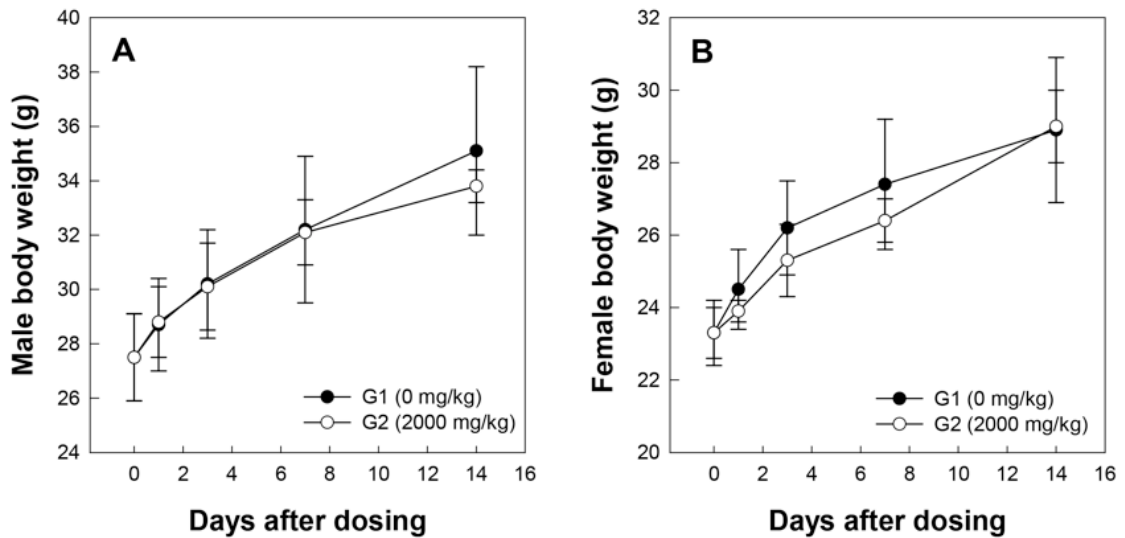 A
Male body weight (g)
40
38
36
34
32
30
28
26
24
G1 (0 mg/kg)
G2 (2000 mg/kg)
0 2 4 6 8 10 12 14 16
Days after dosing
B
Female body weight (g)
32
30
28
26
24
22
20
G1 (0 mg/kg)
G2 (2000 mg/kg)
0 2 4 6 8 10 12 14 16
Days after dosing